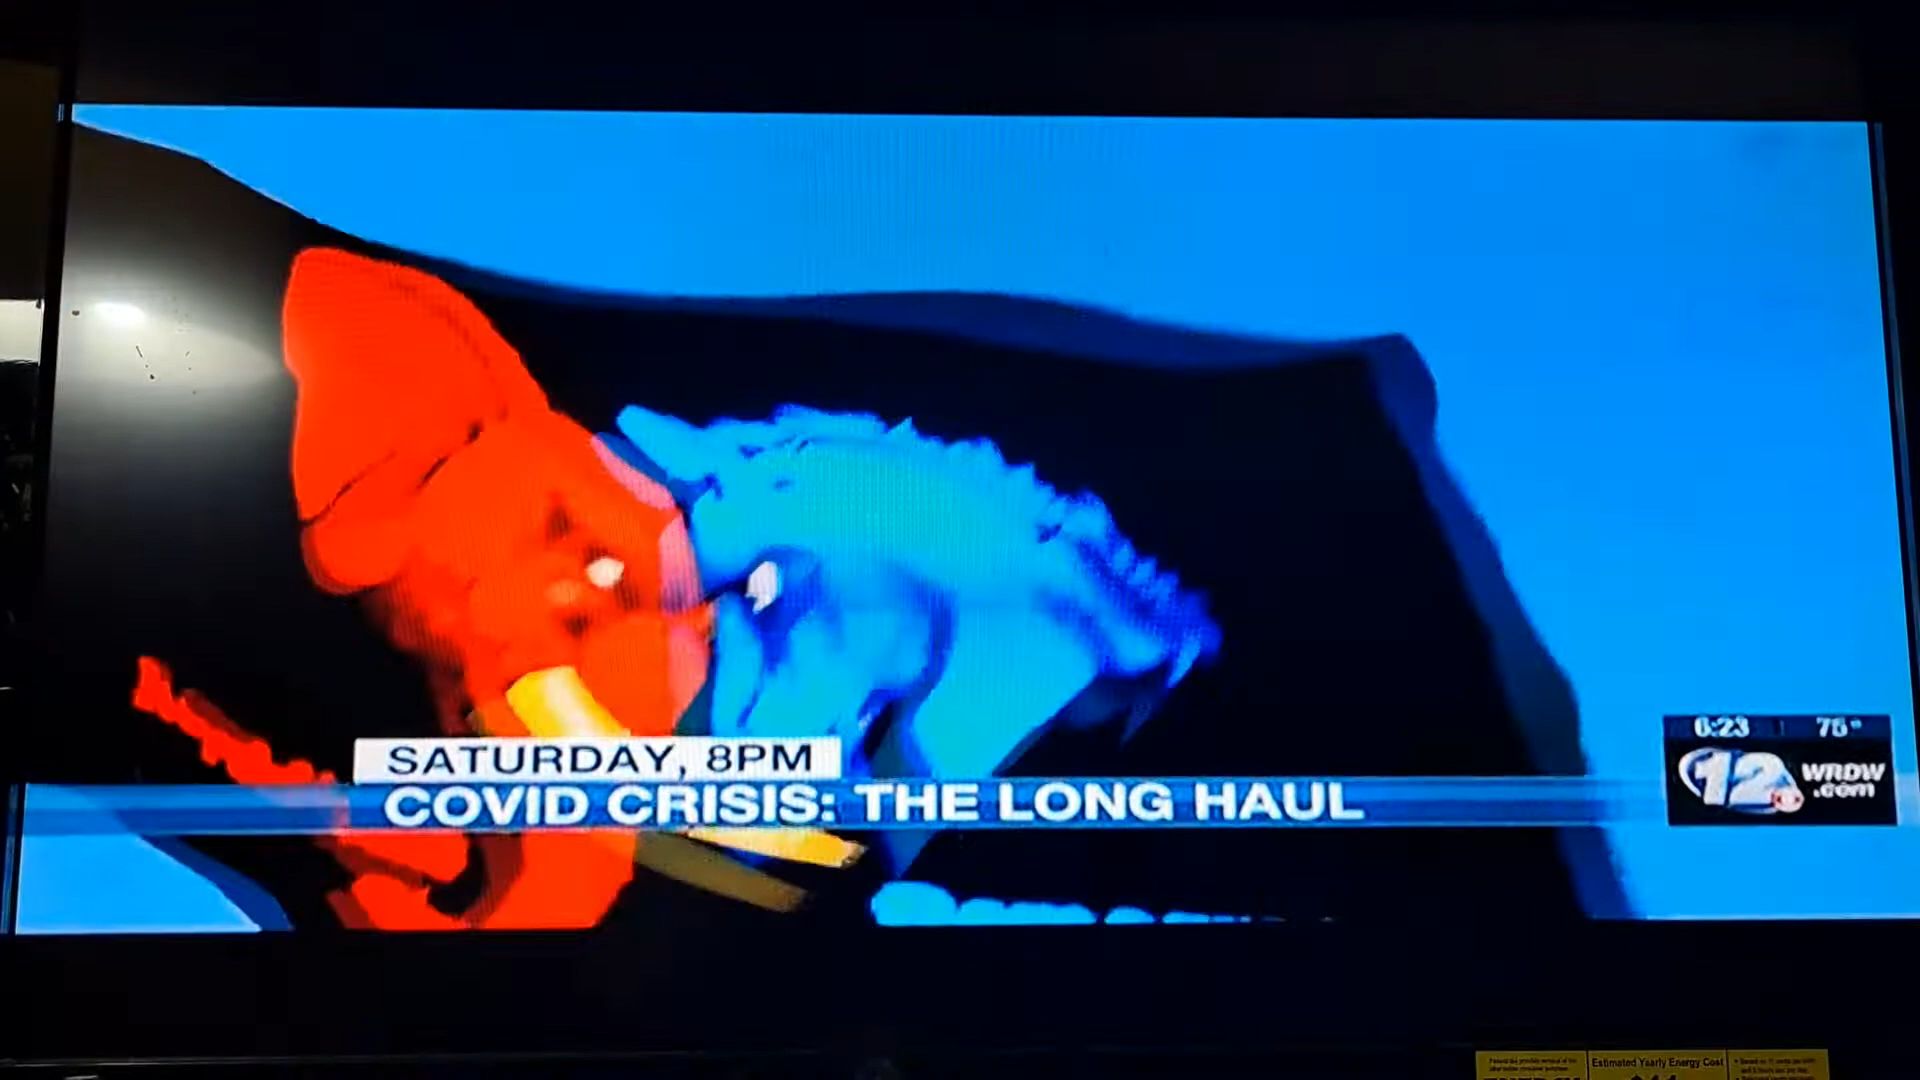 SATURDAY, 8PM
COVID CRISIS: THE LONG HAUL
6:23 75°
12 WRDW
.com
Estimated Yearly Energy Cost